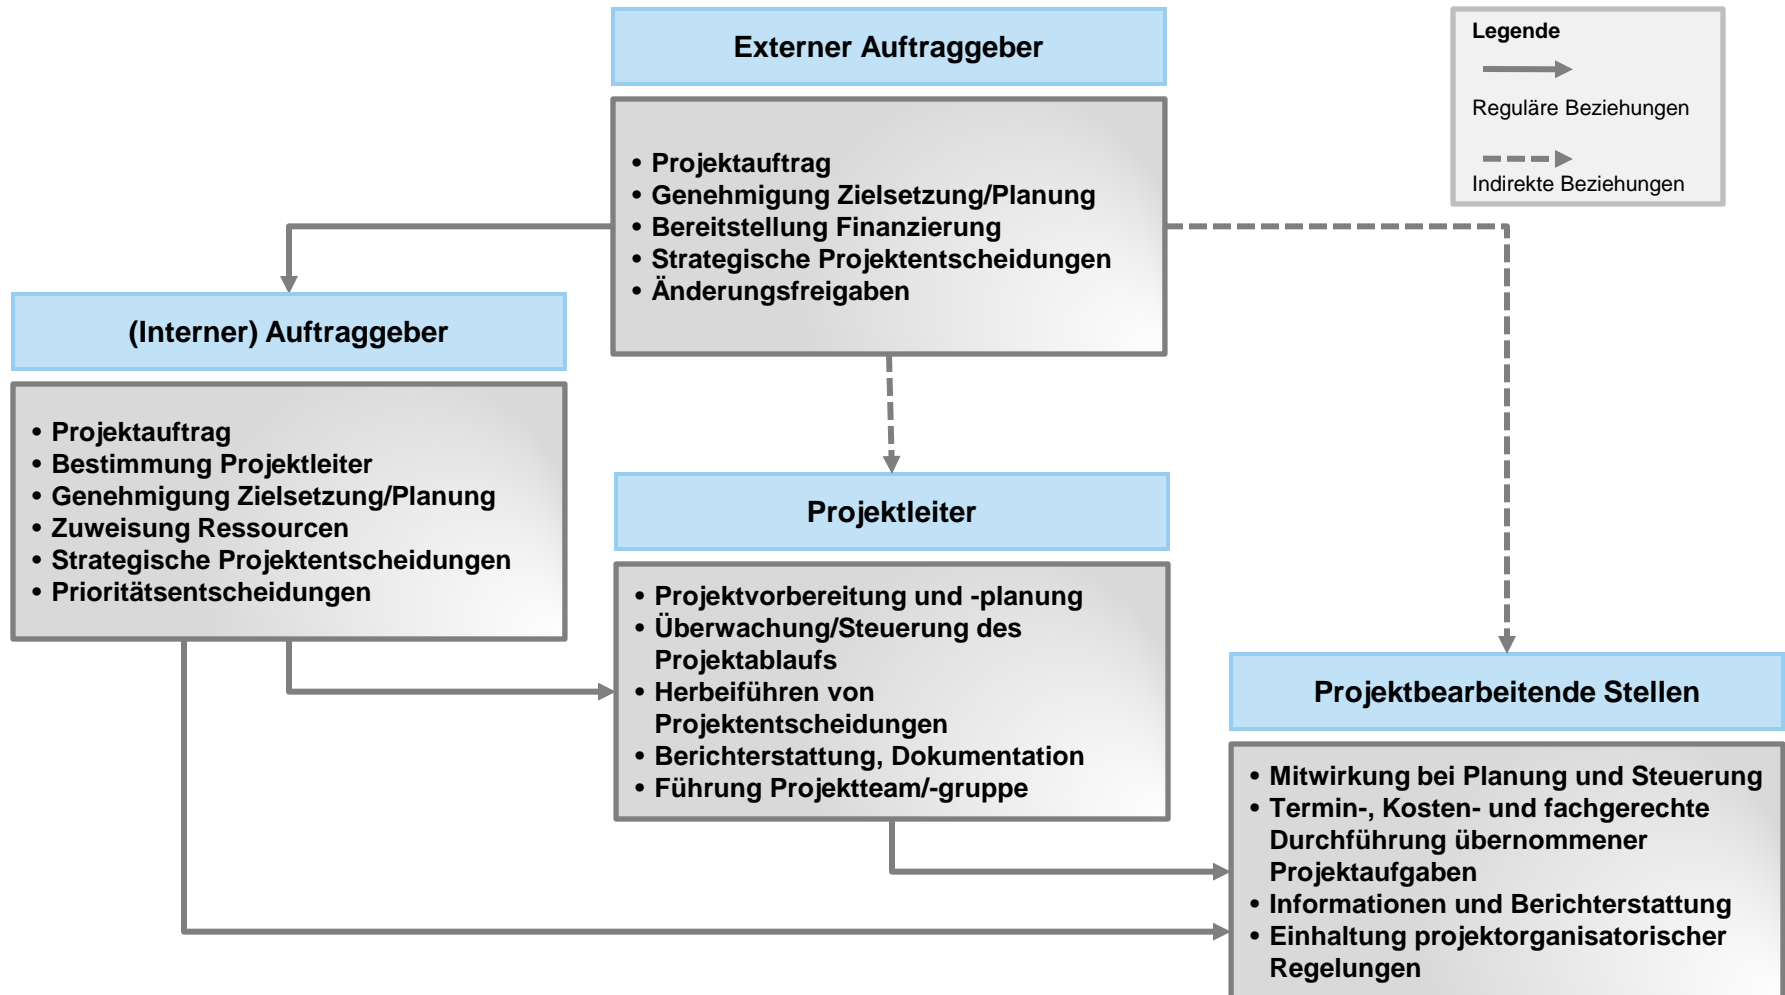 Externer Auftraggeber
• Projektauftrag
• Genehmigung Zielsetzung/Planung
• Bereitstellung Finanzierung
• Strategische Projektentscheidungen
• Änderungsfreigaben
Legende
Reguläre Beziehungen
Indirekte Beziehungen
(Interner) Auftraggeber
• Projektauftrag
• Bestimmung Projektleiter
• Genehmigung Zielsetzung/Planung
• Zuweisung Ressourcen
• Strategische Projektentscheidungen
• Prioritätsentscheidungen
Projektleiter
• Projektvorbereitung und -planung
• Überwachung/Steuerung des
Projektablaufs
• Herbeiführen von
Projektentscheidungen
• Berichterstattung, Dokumentation
• Führung Projektteam/-gruppe
Projektbearbeitende Stellen
• Mitwirkung bei Planung und Steuerung
• Termin-, Kosten- und fachgerechte
Durchführung übernommener
Projektaufgaben
• Informationen und Berichterstattung
• Einhaltung projektorganisatorischer
Regelungen